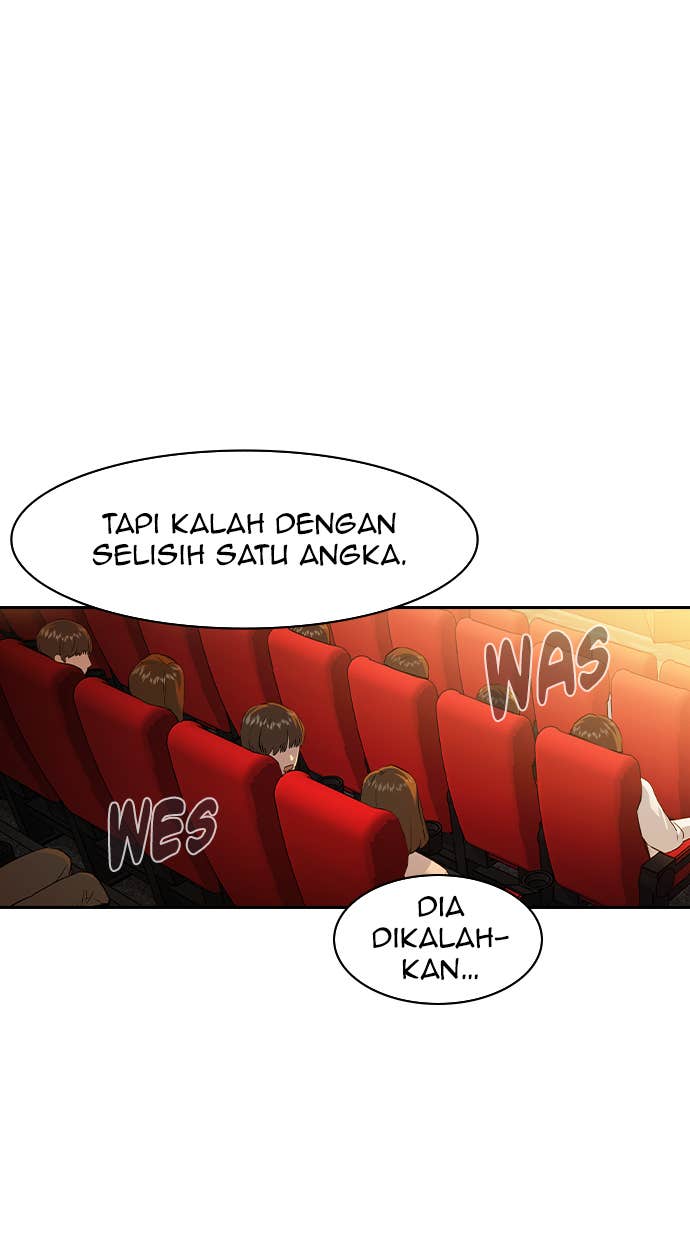 TAPI KALAH DENGAN
SELISIH SATU ANGKA.
WAS
WES
DIA
DIKALAH-
KAN...